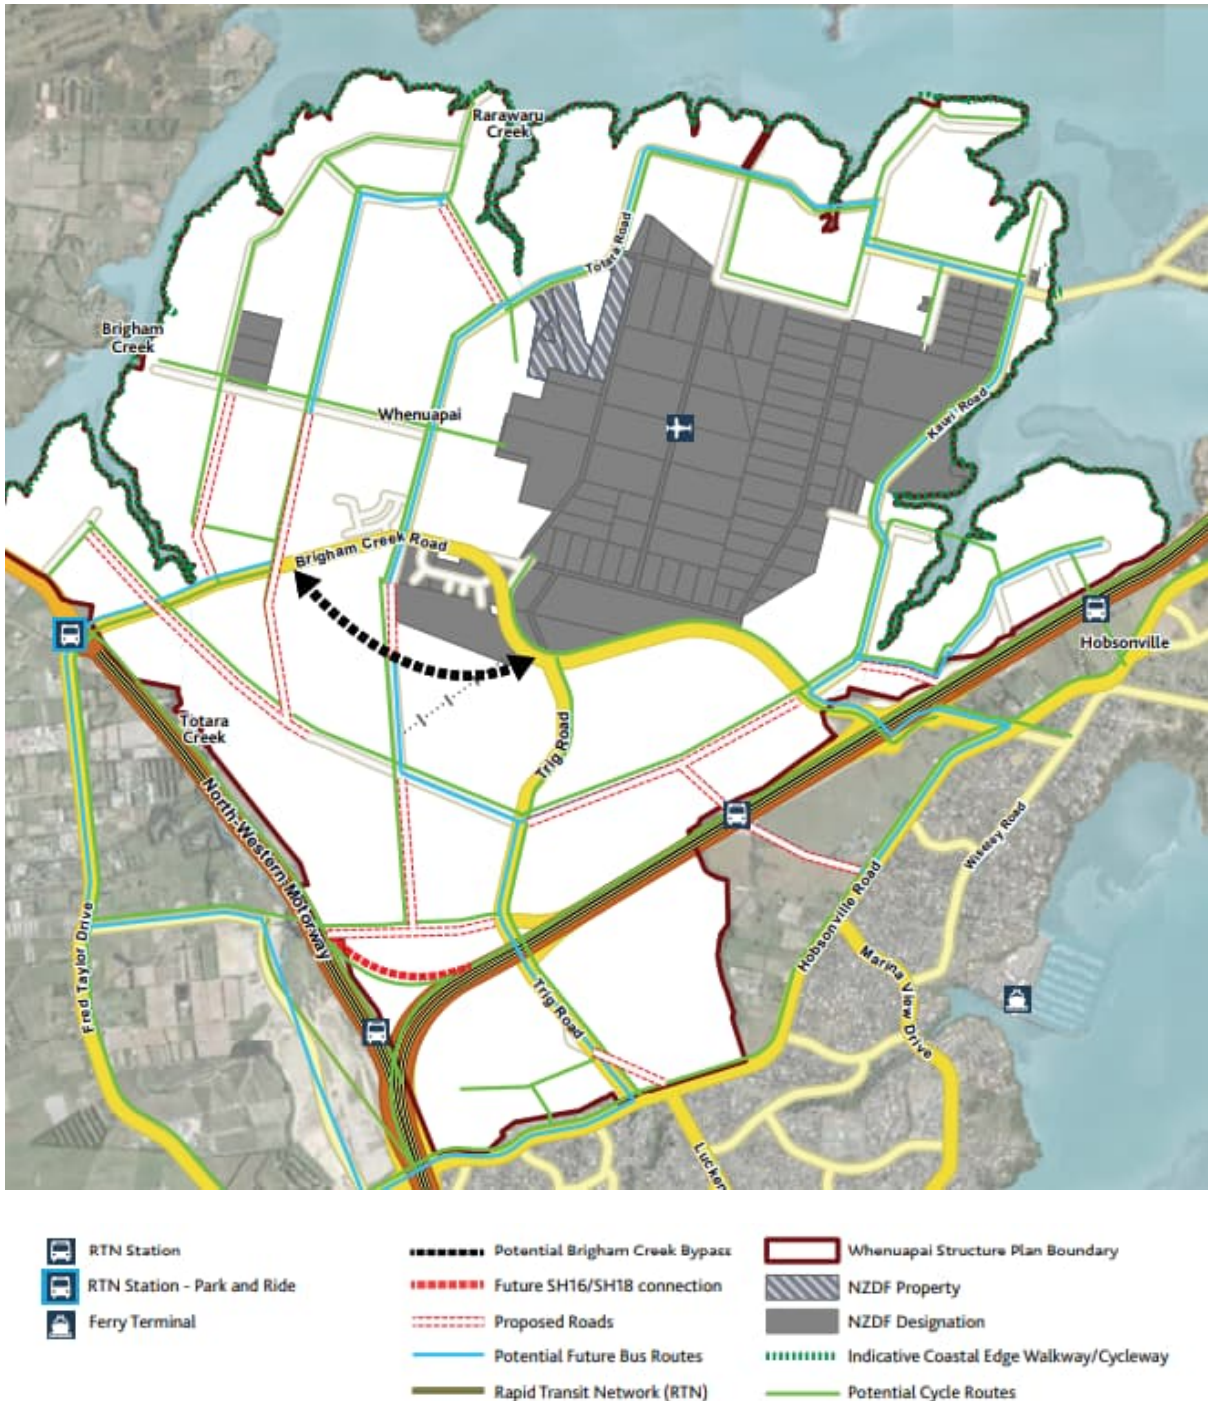 Rarawaru
Creek
Totara Road
Brigham
Creek
Whenuapai
Kawi Road
Brigham Creek Road
Hobsonville
Totara
Creek
Trig Road
North-Western Motorway
Wiseley Road
Hobsonville Road
Fred Taylor Drive
Marina View Drive
Trig Road
Lucker
RTN Station
RTN Station - Park and Ride
Ferry Terminal
Potential Brigham Creek Bypass
Future SH16/SH18 connection
Proposed Roads
Potential Future Bus Routes
Rapid Transit Network (RTN)
Whenuapai Structure Plan Boundary
NZDF Property
NZDF Designation
Indicative Coastal Edge Walkway/Cycleway
Potential Cycle Routes